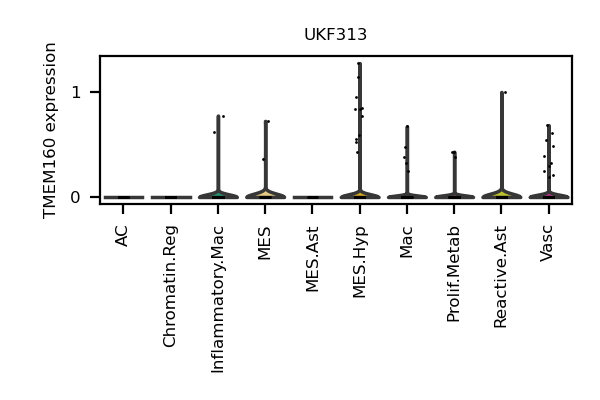 UKF313
TMEM160 expression
1
0
AC
Chromatin.Reg
Inflammatory.Mac
MES
MES.Ast
MES.Hyp
Mac
Prolif.Metab
Reactive.Ast
Vasc